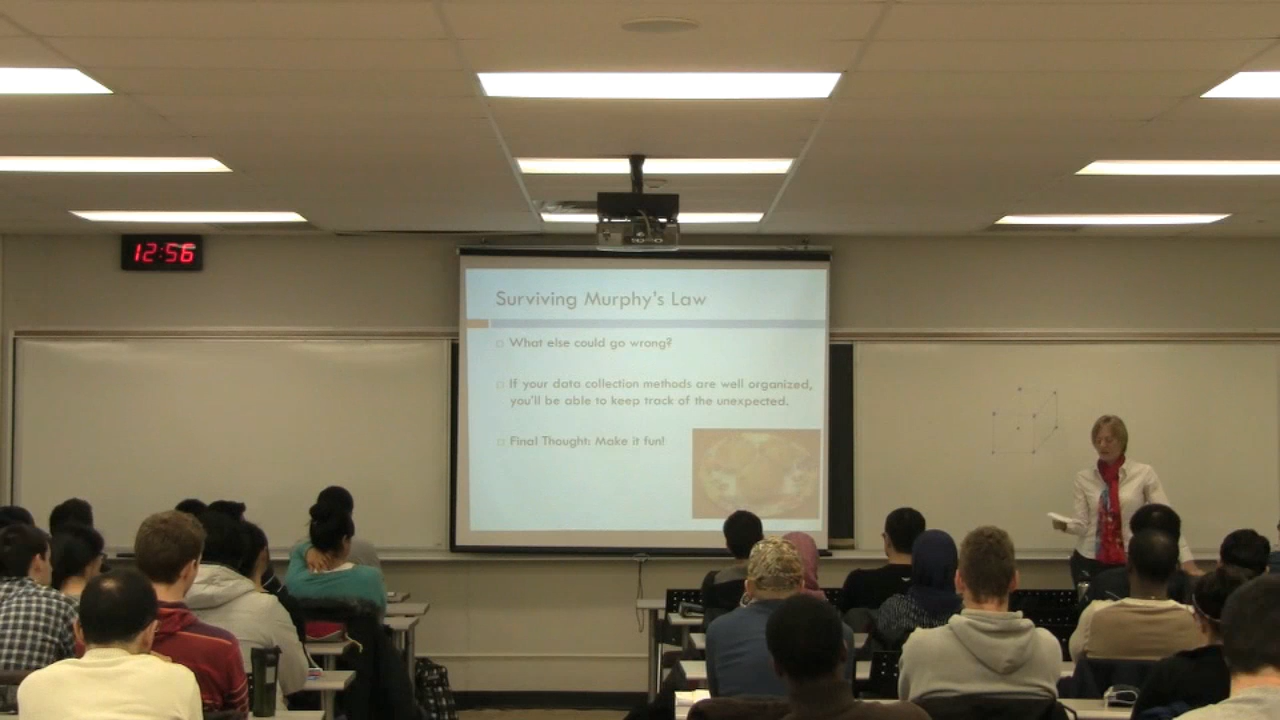 12:56
Surviving Murphy's Law
What else could go wrong?
If your data collection methods are well organized,
you'll be able to keep track of the unexpected.
Final Thought: Make it fun!